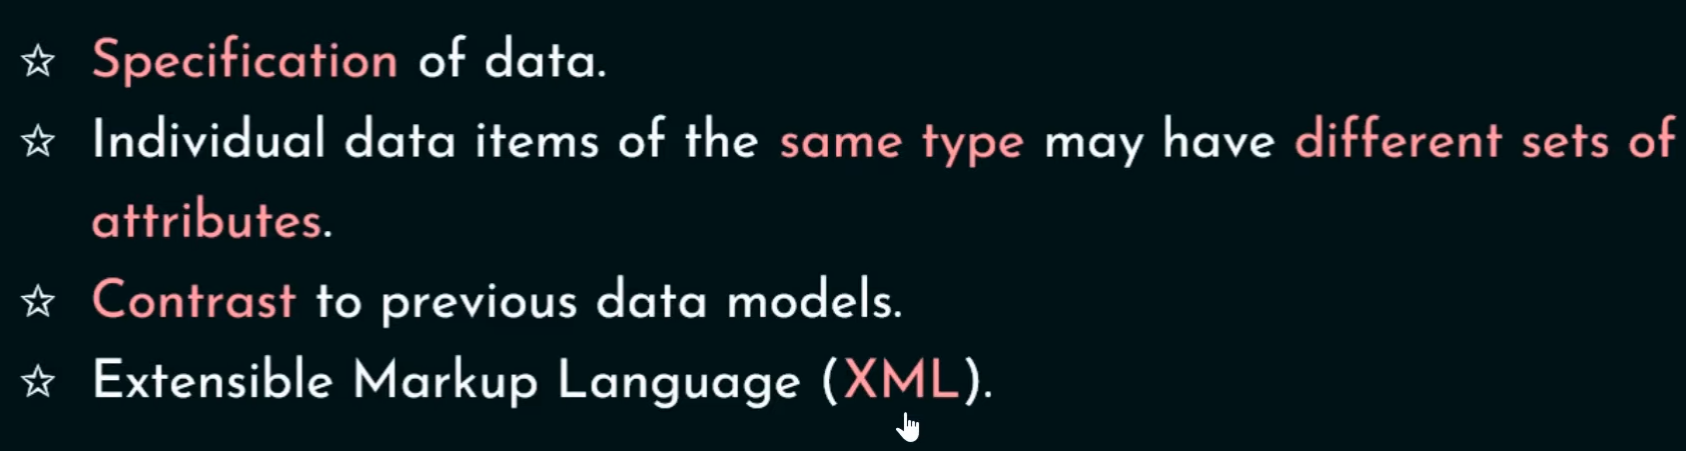 ☆ Specification of data.
☆ Individual data items of the same type may have different sets of
attributes.
☆ Contrast to previous data models.
☆ Extensible Markup Language (XML).